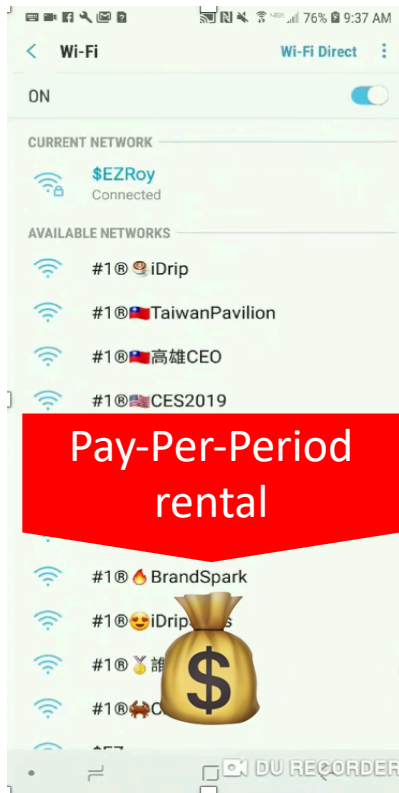 76% 9:37 AM
Wi-Fi Wi-Fi Direct
ON
CURRENT NETWORK
$EZRoy
Connected
AVAILABLE NETWORKS
#1®☕iDrip
#1®🇹🇼TaiwanPavilion
#1®🇹🇼高雄CEO
#1®🇺🇸CES2019
Pay-Per-Period
rental
#1®🔥BrandSpark
#1®😍iDrip
#1®🥇
#1®🦀C
$
DU RECORDER